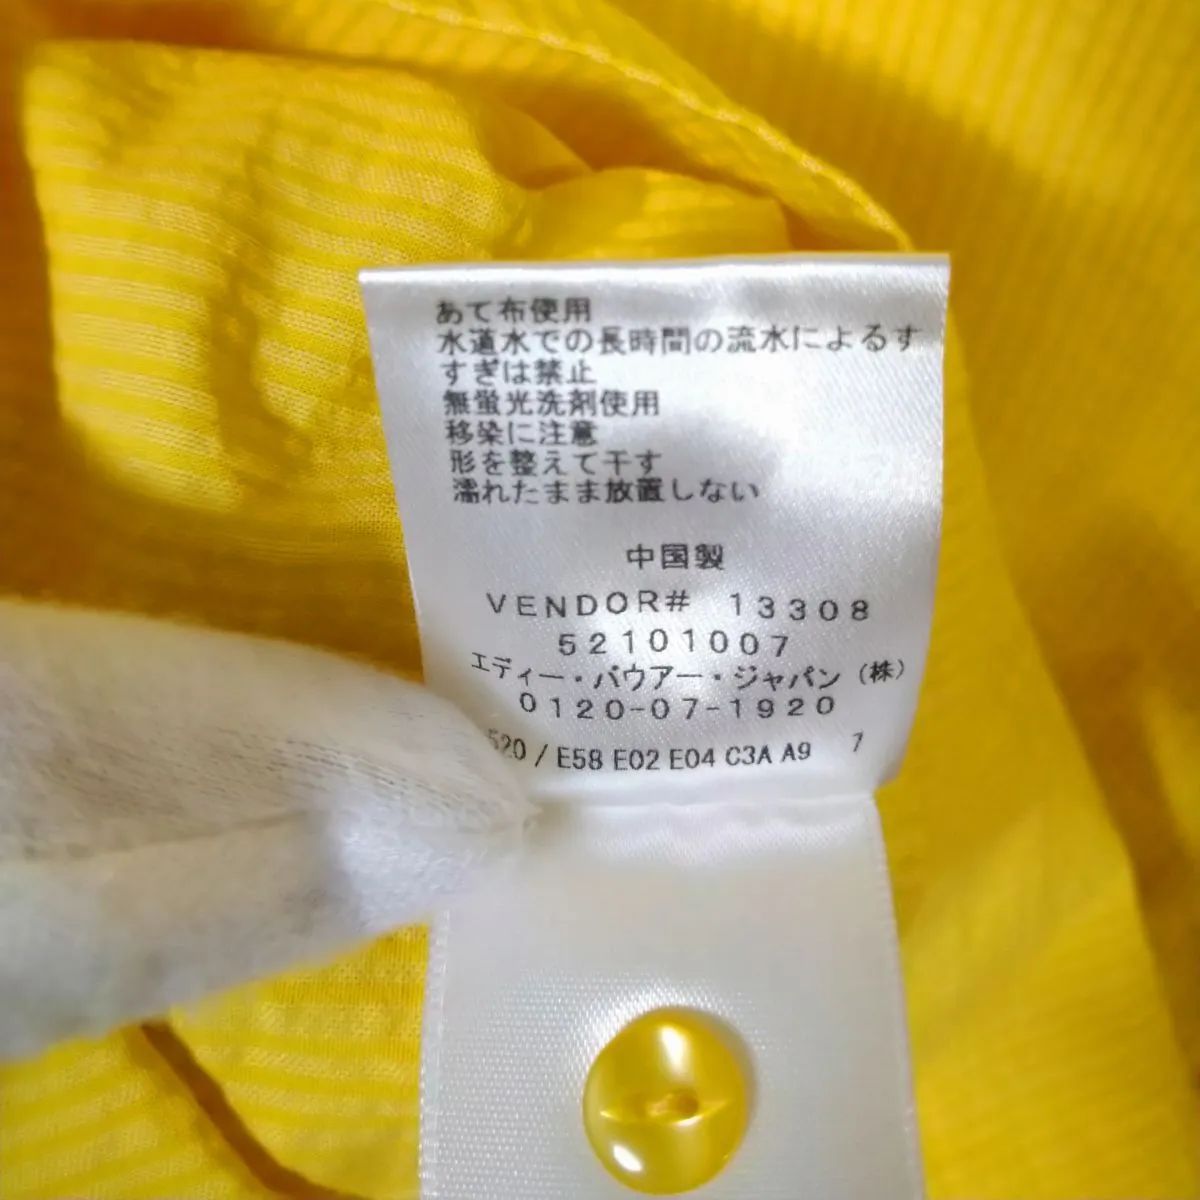 あて布使用
水道水での長時間の流水によるす
すぎは禁止
無蛍光洗剤使用
移染に注意
形を整えて干す
濡れたまま放置しない
中国製
VENDOR# 13308
52101007
エディー・バウアー・ジャパン(株)
0120-07-1920
520 / E58 E02 E04 C3A A9 7